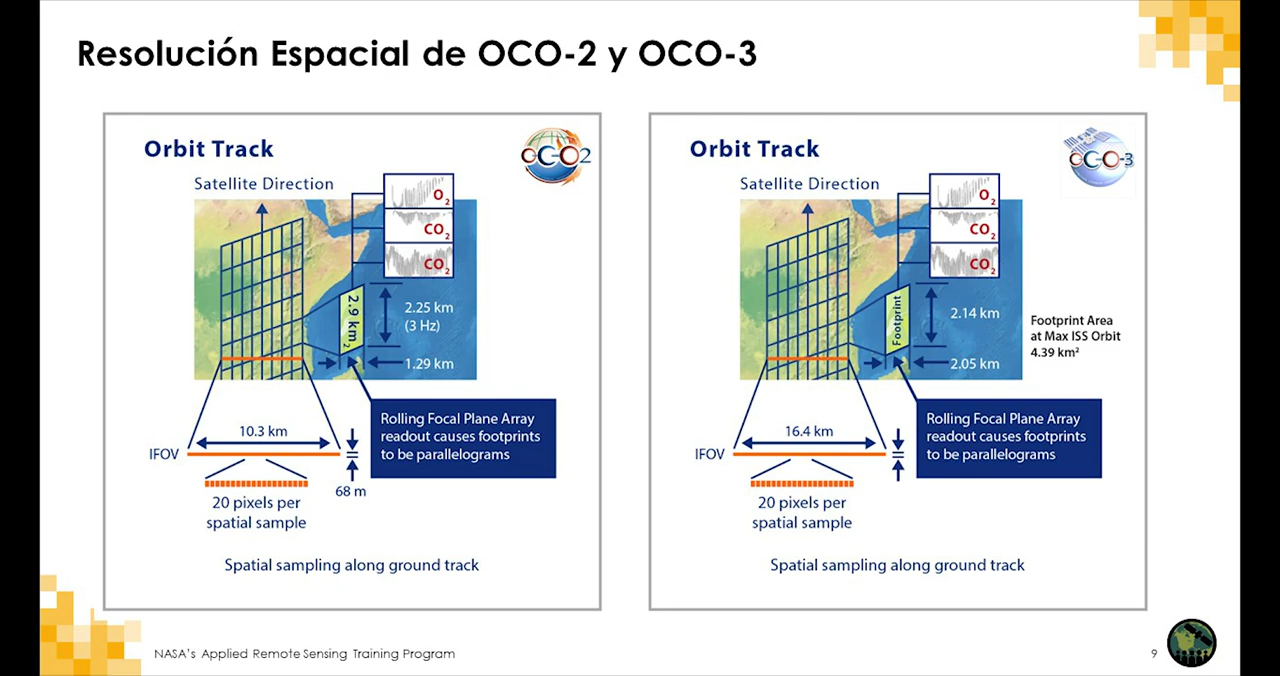 Resolución Espacial de OCO-2 y OCO-3
Orbit Track
OC-O2
Satellite Direction
O2
CO2
CO2
2.9 km2
2.25 km
(3 Hz)
1.29 km
Rolling Focal Plane Array
readout causes footprints
to be parallelograms
10.3 km
IFOV
68 m
20 pixels per
spatial sample
Spatial sampling along ground track
Orbit Track
OC-O-3
Satellite Direction
O2
CO2
CO2
Footprint
2.14 km
2.05 km
Footprint Area
at Max ISS Orbit
4.39 km²
Rolling Focal Plane Array
readout causes footprints
to be parallelograms
16.4 km
IFOV
20 pixels per
spatial sample
Spatial sampling along ground track
NASA's Applied Remote Sensing Training Program
9